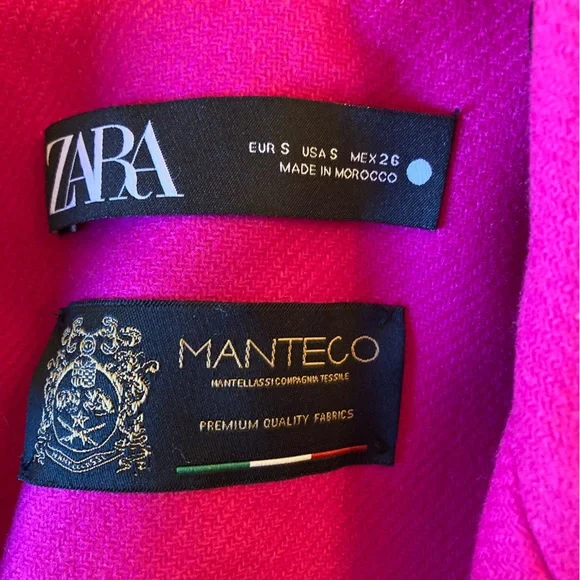 ZARA
EUR S USA S MEX 26
MADE IN MOROCCO
MANTECO
MANTELLASSI COMPAGNIA TESSILE
PREMIUM QUALITY FABRICS